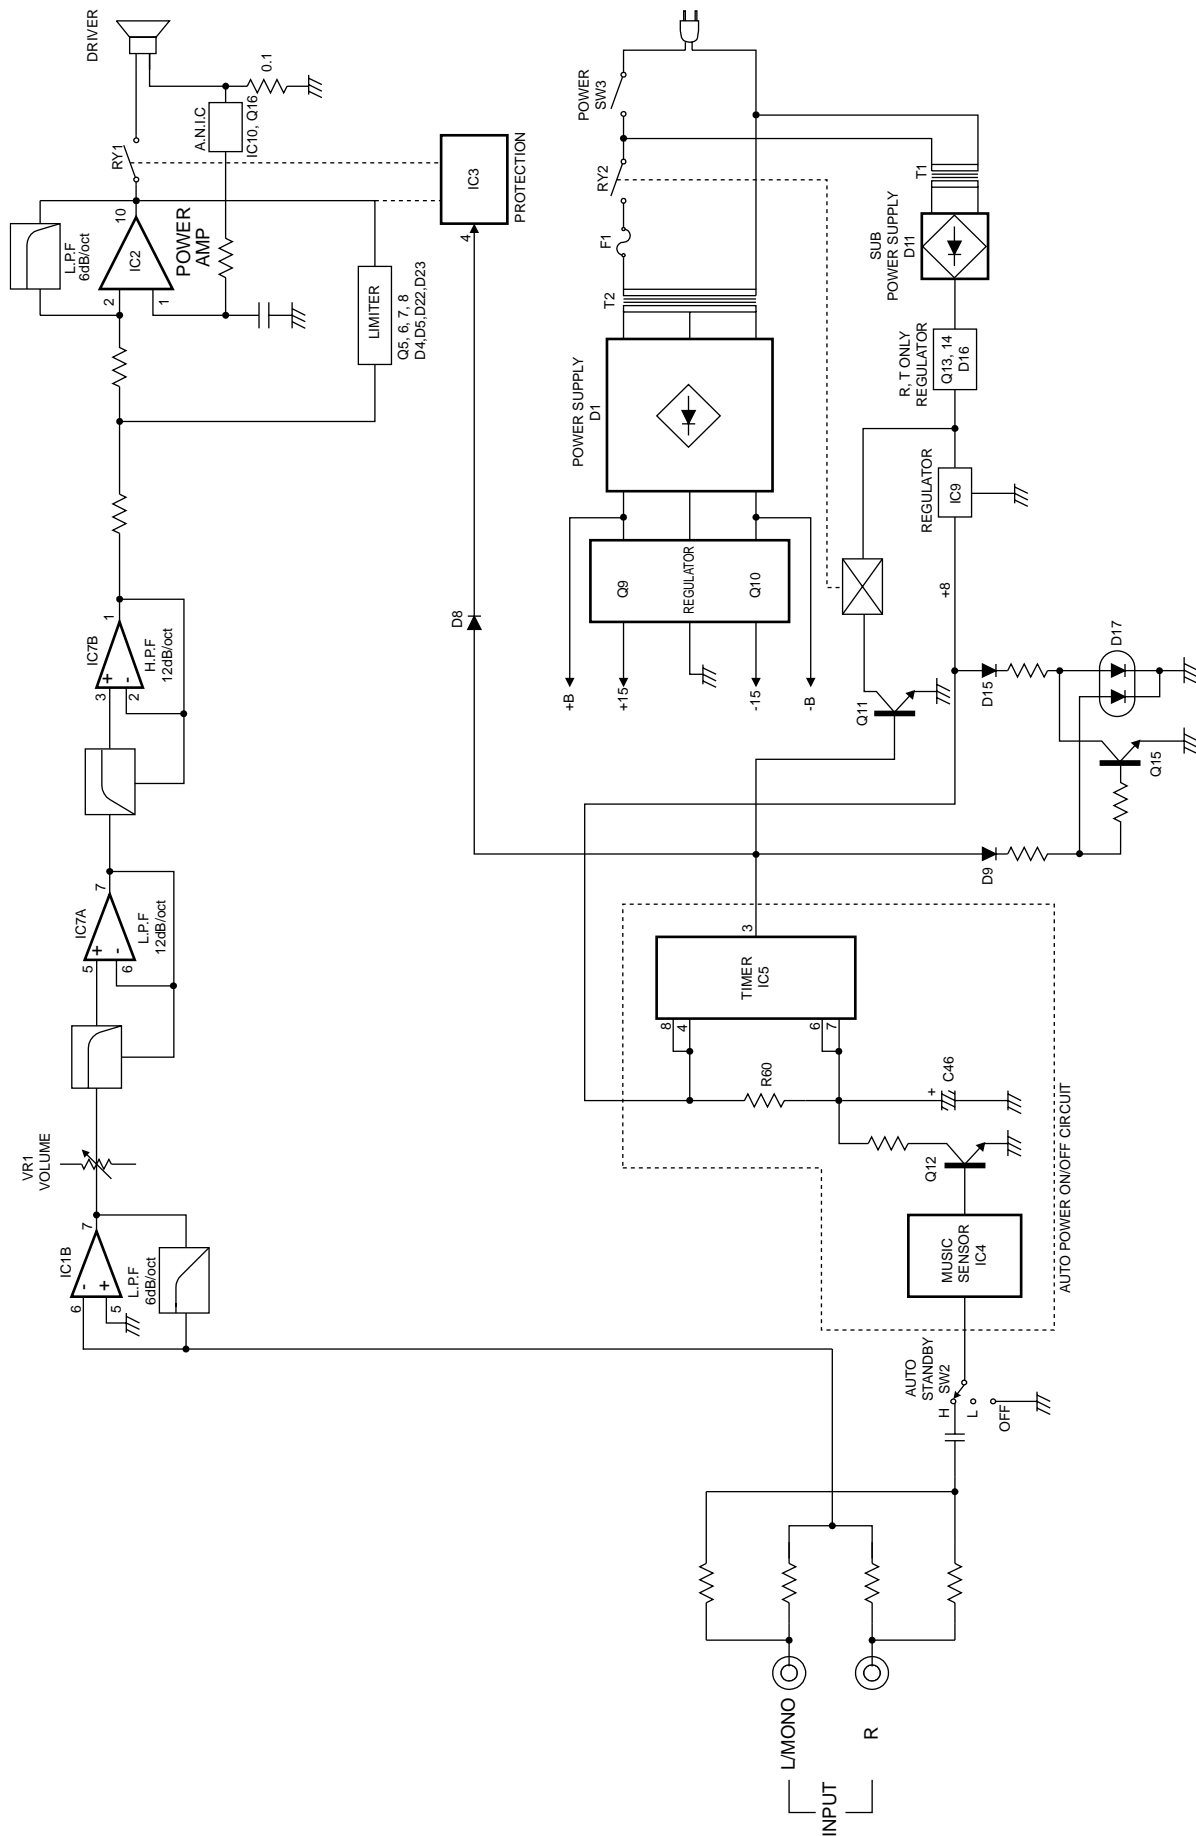 INPUT
L/MONO
R
AUTO
STANDBY
SW2
H
L
OFF
MUSIC
SENSOR
IC4
Q12
R60
+
C46
TIMER
IC5
8
4
6
7
3
AUTO POWER ON/OFF CIRCUIT
6
5
-
+
7
IC1B
L.P.F
6dB/oct
VR1
VOLUME
5
6
+
-
7
IC7A
L.P.F
12dB/oct
3
2
+
-
1
IC7B
H.P.F
12dB/oct
2
1
IC2
10
L.P.F
6dB/oct
POWER
AMP
LIMITER
Q5, 6, 7, 8
D4,D5,D22,D23
RY1
A.N.I.C
IC10, Q16
0.1
DRIVER
4
IC3
PROTECTION
D8
+B
+15
-15
-B
Q9
REGULATOR
Q10
POWER SUPPLY
D1
T2
F1
RY2
POWER
SW3
T1
SUB
POWER SUPPLY
D11
R, T ONLY
REGULATOR
Q13, 14
D16
REGULATOR
IC9
+8
Q11
D15
D17
D9
Q15